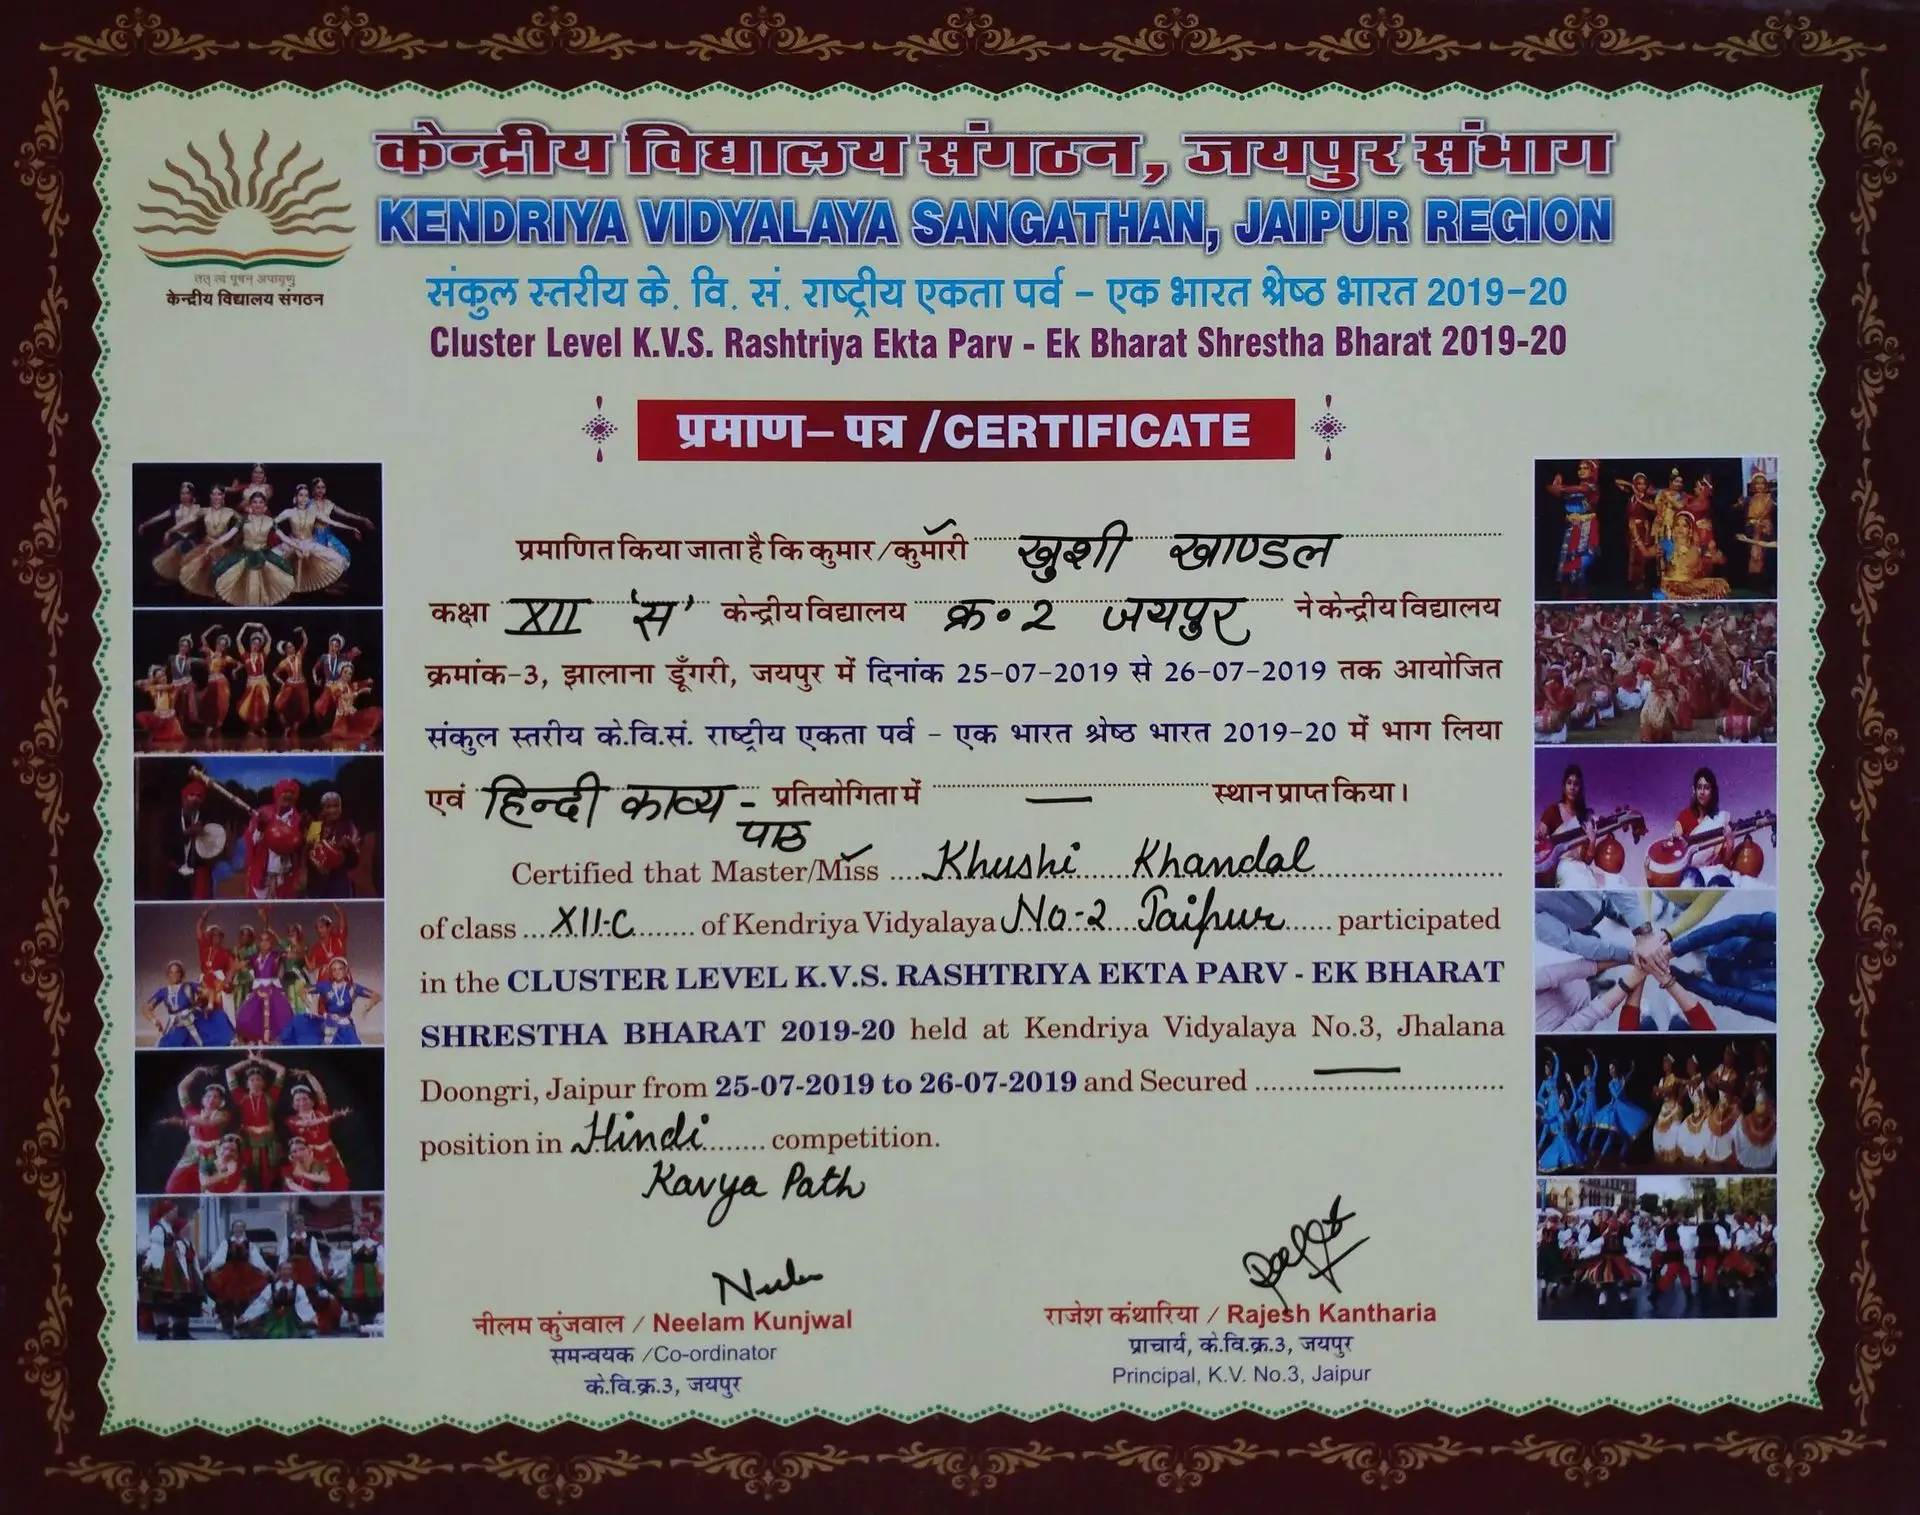 केन्द्रीय विद्यालय संगठन, जयपुर संभाग
KENDRIYA VIDYALAYA SANGATHAN, JAIPUR REGION
तत् त्वं पूषन् अपावृणु
केन्द्रीय विद्यालय संगठन
संकुल स्तरीय के. वि. सं. राष्ट्रीय एकता पर्व - एक भारत श्रेष्ठ भारत 2019-20
Cluster Level K.V.S. Rashtriya Ekta Parv - Ek Bharat Shrestha Bharat 2019-20
प्रमाण- पत्र /CERTIFICATE
प्रमाणित किया जाता है कि कुमार/कुमारी खुशी खाण्डल
कक्षा XII 'स' केन्द्रीय विद्यालय क्र॰ 2 जयपुर ने केन्द्रीय विद्यालय
क्रमांक-3, झालाना डूँगरी, जयपुर में दिनांक 25-07-2019 से 26-07-2019 तक आयोजित
संकुल स्तरीय के.वि.सं. राष्ट्रीय एकता पर्व - एक भारत श्रेष्ठ भारत 2019-20 में भाग लिया
एवं हिन्दी काव्य - प्रतियोगिता में — स्थान प्राप्त किया।
पाठ
Certified that Master/Miss Khushi Khandal
of class XII-C of Kendriya Vidyalaya No.-2 Jaipur participated
in the CLUSTER LEVEL K.V.S. RASHTRIYA EKTA PARV - EK BHARAT
SHRESTHA BHARAT 2019-20 held at Kendriya Vidyalaya No.3, Jhalana
Doongri, Jaipur from 25-07-2019 to 26-07-2019 and Secured —
position in Hindi competition.
Kavya Path
नीलम कुंजवाल / Neelam Kunjwal
समन्वयक /Co-ordinator
के.वि.क्र.3, जयपुर
राजेश कंथारिया / Rajesh Kantharia
प्राचार्य, के.वि.क्र.3, जयपुर
Principal, K.V. No.3, Jaipur